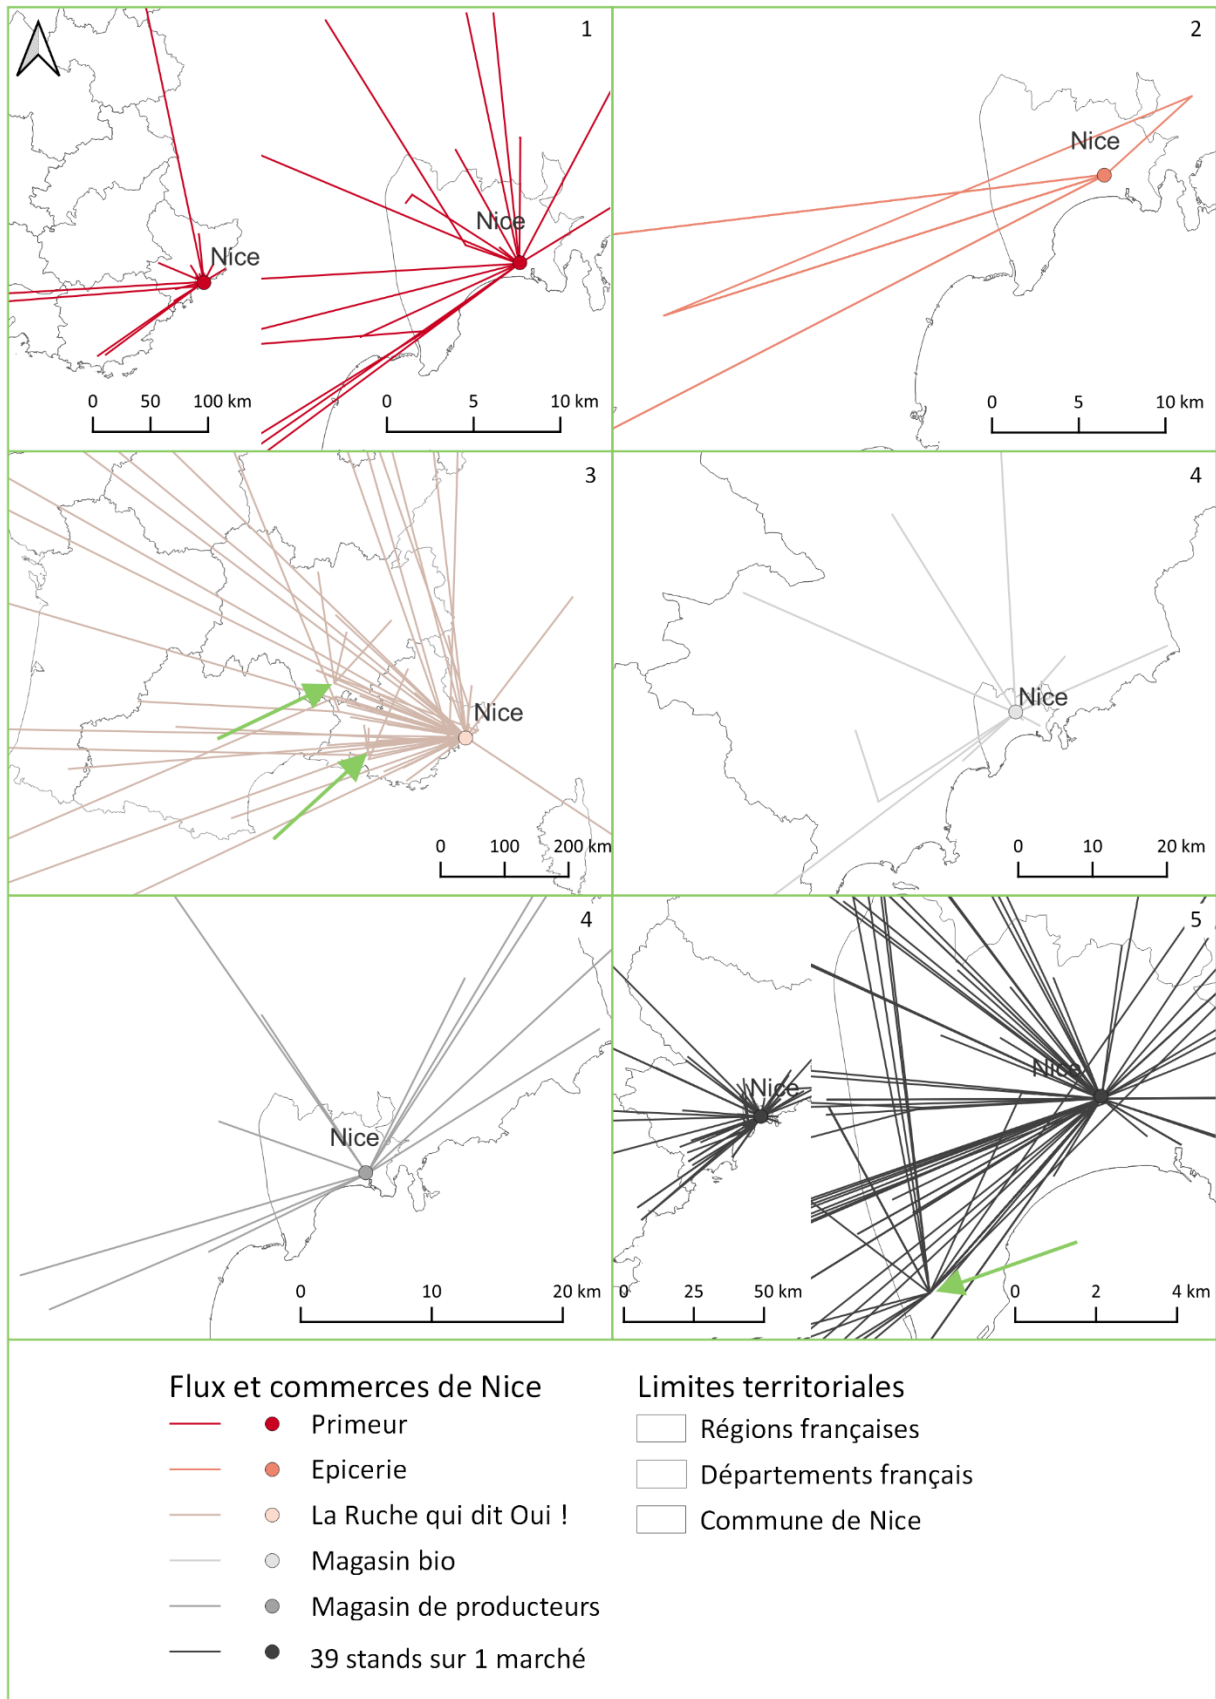 1
Nice
Nice
0 50 100 km
0 5 10 km
2
Nice
0 5 10 km
3
Nice
0 100 200 km
4
Nice
0 10 20 km
4
Nice
0 10 20 km
5
Nice
Nice
0 25 50 km
0 2 4 km
Flux et commerces de Nice
Primeur
Epicerie
La Ruche qui dit Oui !
Magasin bio
Magasin de producteurs
39 stands sur 1 marché
Limites territoriales
Régions françaises
Départements français
Commune de Nice